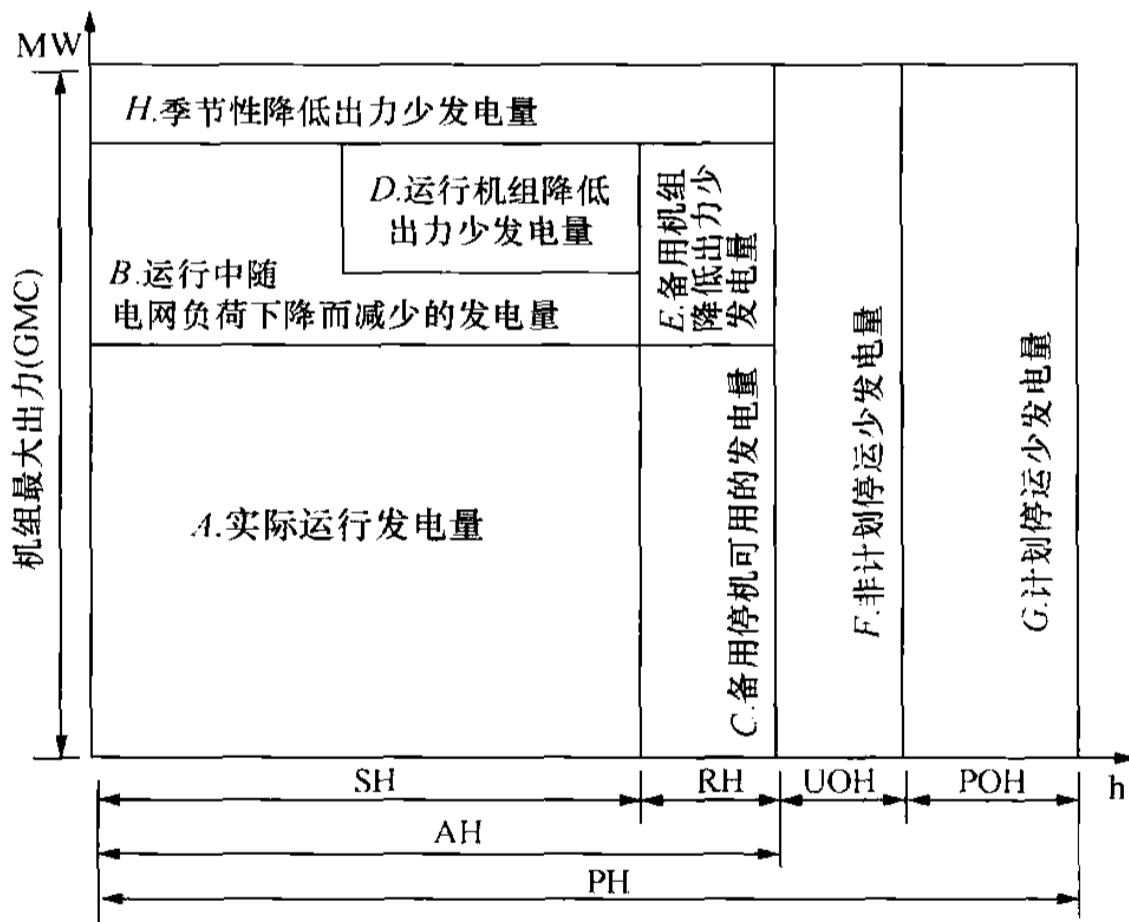 MW
H.季节性降低出力少发电量
D.运行机组降低
出力少发电量
B.运行中随
电网负荷下降而减少的发电量
E.备用机组
降低出力少
发电量
机组最大出力(GMC)
A.实际运行发电量
C.备用停机可用的发电量
F.非计划停运少发电量
G.计划停运少发电量
SH
RH
UOH
POH
h
AH
PH